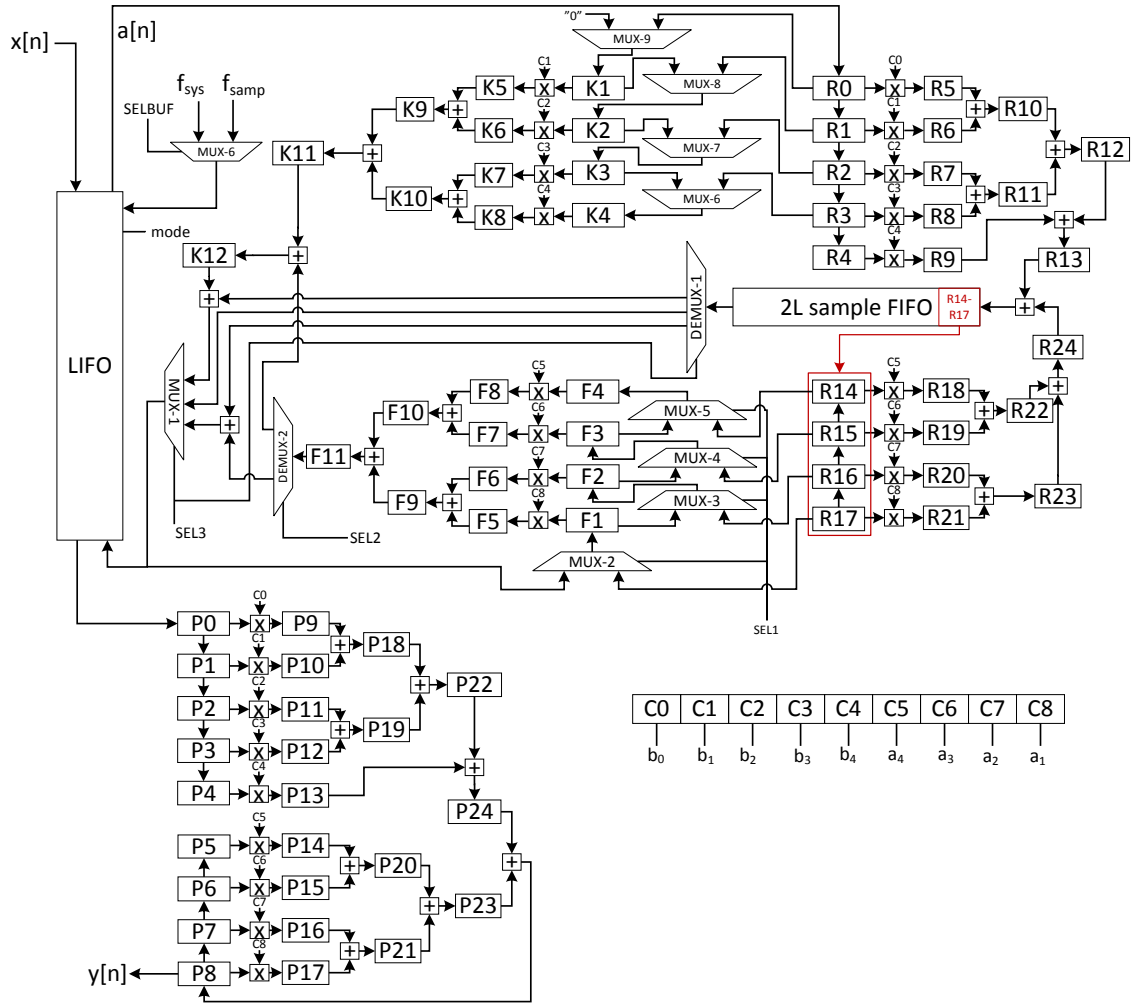 x[n]
a[n]
"0"
MUX-9
f_sys
f_samp
SELBUF
MUX-6
C1
K5
X
K1
MUX-8
K9
+
C2
K6
X
K2
MUX-7
K11
+
C3
K7
X
K3
MUX-6
K10
+
C4
K8
X
K4
C0
R0
X
R5
C1
R1
X
R6
+
R10
C2
R2
X
R7
C3
R3
X
R8
+
R11
+
R12
C4
R4
X
R9
+
R13
LIFO
mode
K12
+
+
DEMUX-1
2L sample FIFO
R14-
R17
+
R24
MUX-1
+
DEMUX-2
F11
+
F10
+
F8
C5
X
F4
MUX-5
F7
C6
X
F3
MUX-4
F9
+
F6
C7
X
F2
MUX-3
F5
C8
X
F1
MUX-2
C5
R14
X
R18
C6
R15
X
R19
+
R22
+
C7
R16
X
R20
C8
R17
X
R21
+
R23
SEL3
SEL2
SEL1
C0
P0
X
P9
C1
P1
X
P10
+
P18
C2
P2
X
P11
C3
P3
X
P12
+
P19
+
P22
C4
P4
X
P13
+
P24
C5
P5
X
P14
C6
P6
X
P15
+
P20
C7
P7
X
P16
C8
P8
X
P17
+
P21
+
P23
+
y[n]
C0 C1 C2 C3 C4 C5 C6 C7 C8
b₀ b₁ b₂ b₃ b₄ a₄ a₃ a₂ a₁